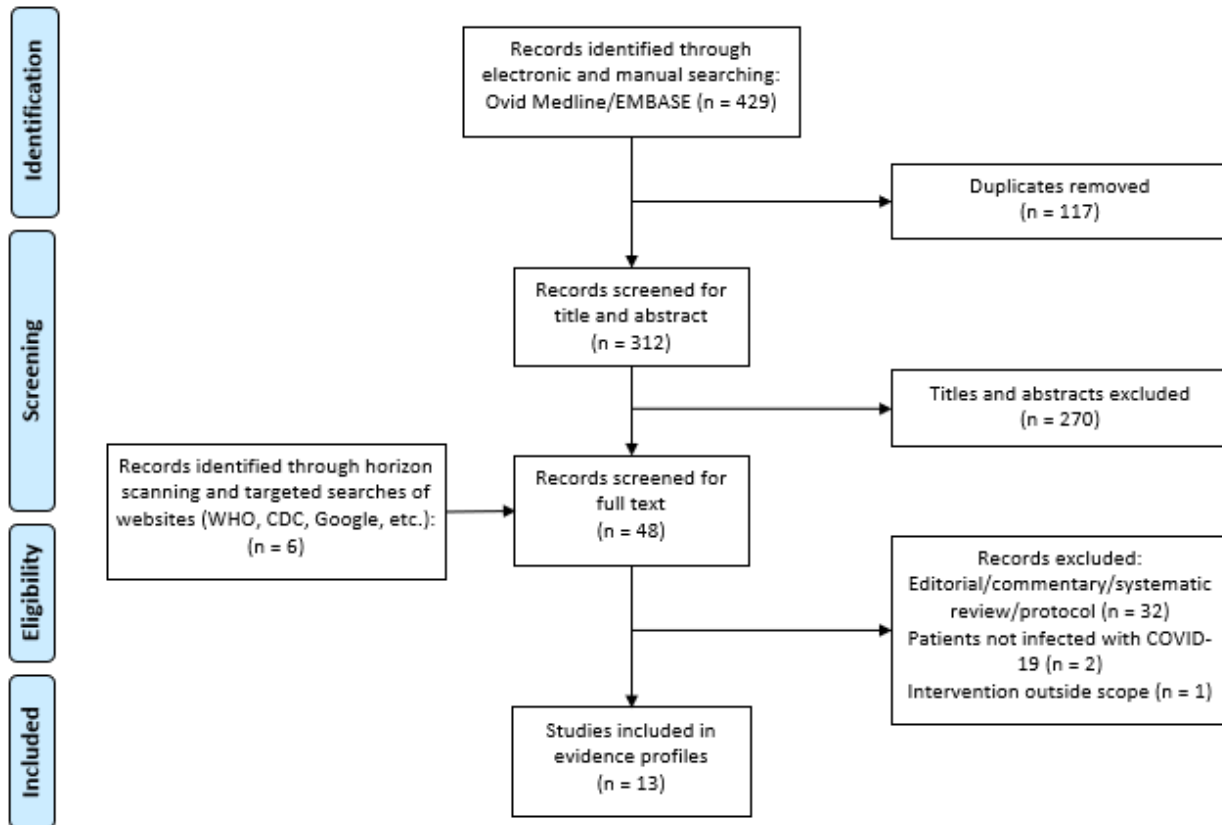 Identification
Records identified through
electronic and manual searching:
Ovid Medline/EMBASE (n = 429)
Duplicates removed
(n = 117)
Screening
Records screened for
title and abstract
(n = 312)
Titles and abstracts excluded
(n = 270)
Records identified through horizon
scanning and targeted searches of
websites (WHO, CDC, Google, etc.):
(n = 6)
Records screened for
full text
(n = 48)
Eligibility
Records excluded:
Editorial/commentary/systematic
review/protocol (n = 32)
Patients not infected with COVID-
19 (n = 2)
Intervention outside scope (n = 1)
Included
Studies included in
evidence profiles
(n = 13)